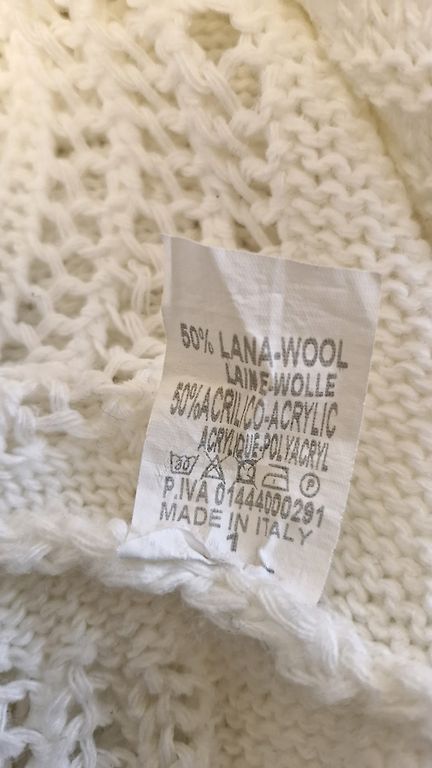 50% LANA-WOOL
LAINE-WOLLE
50%ACRILICO-ACRYLIC
ACRYLIQUE-POLYACRYL
30 P
P.IVA 01444000291
MADE IN ITALY
1